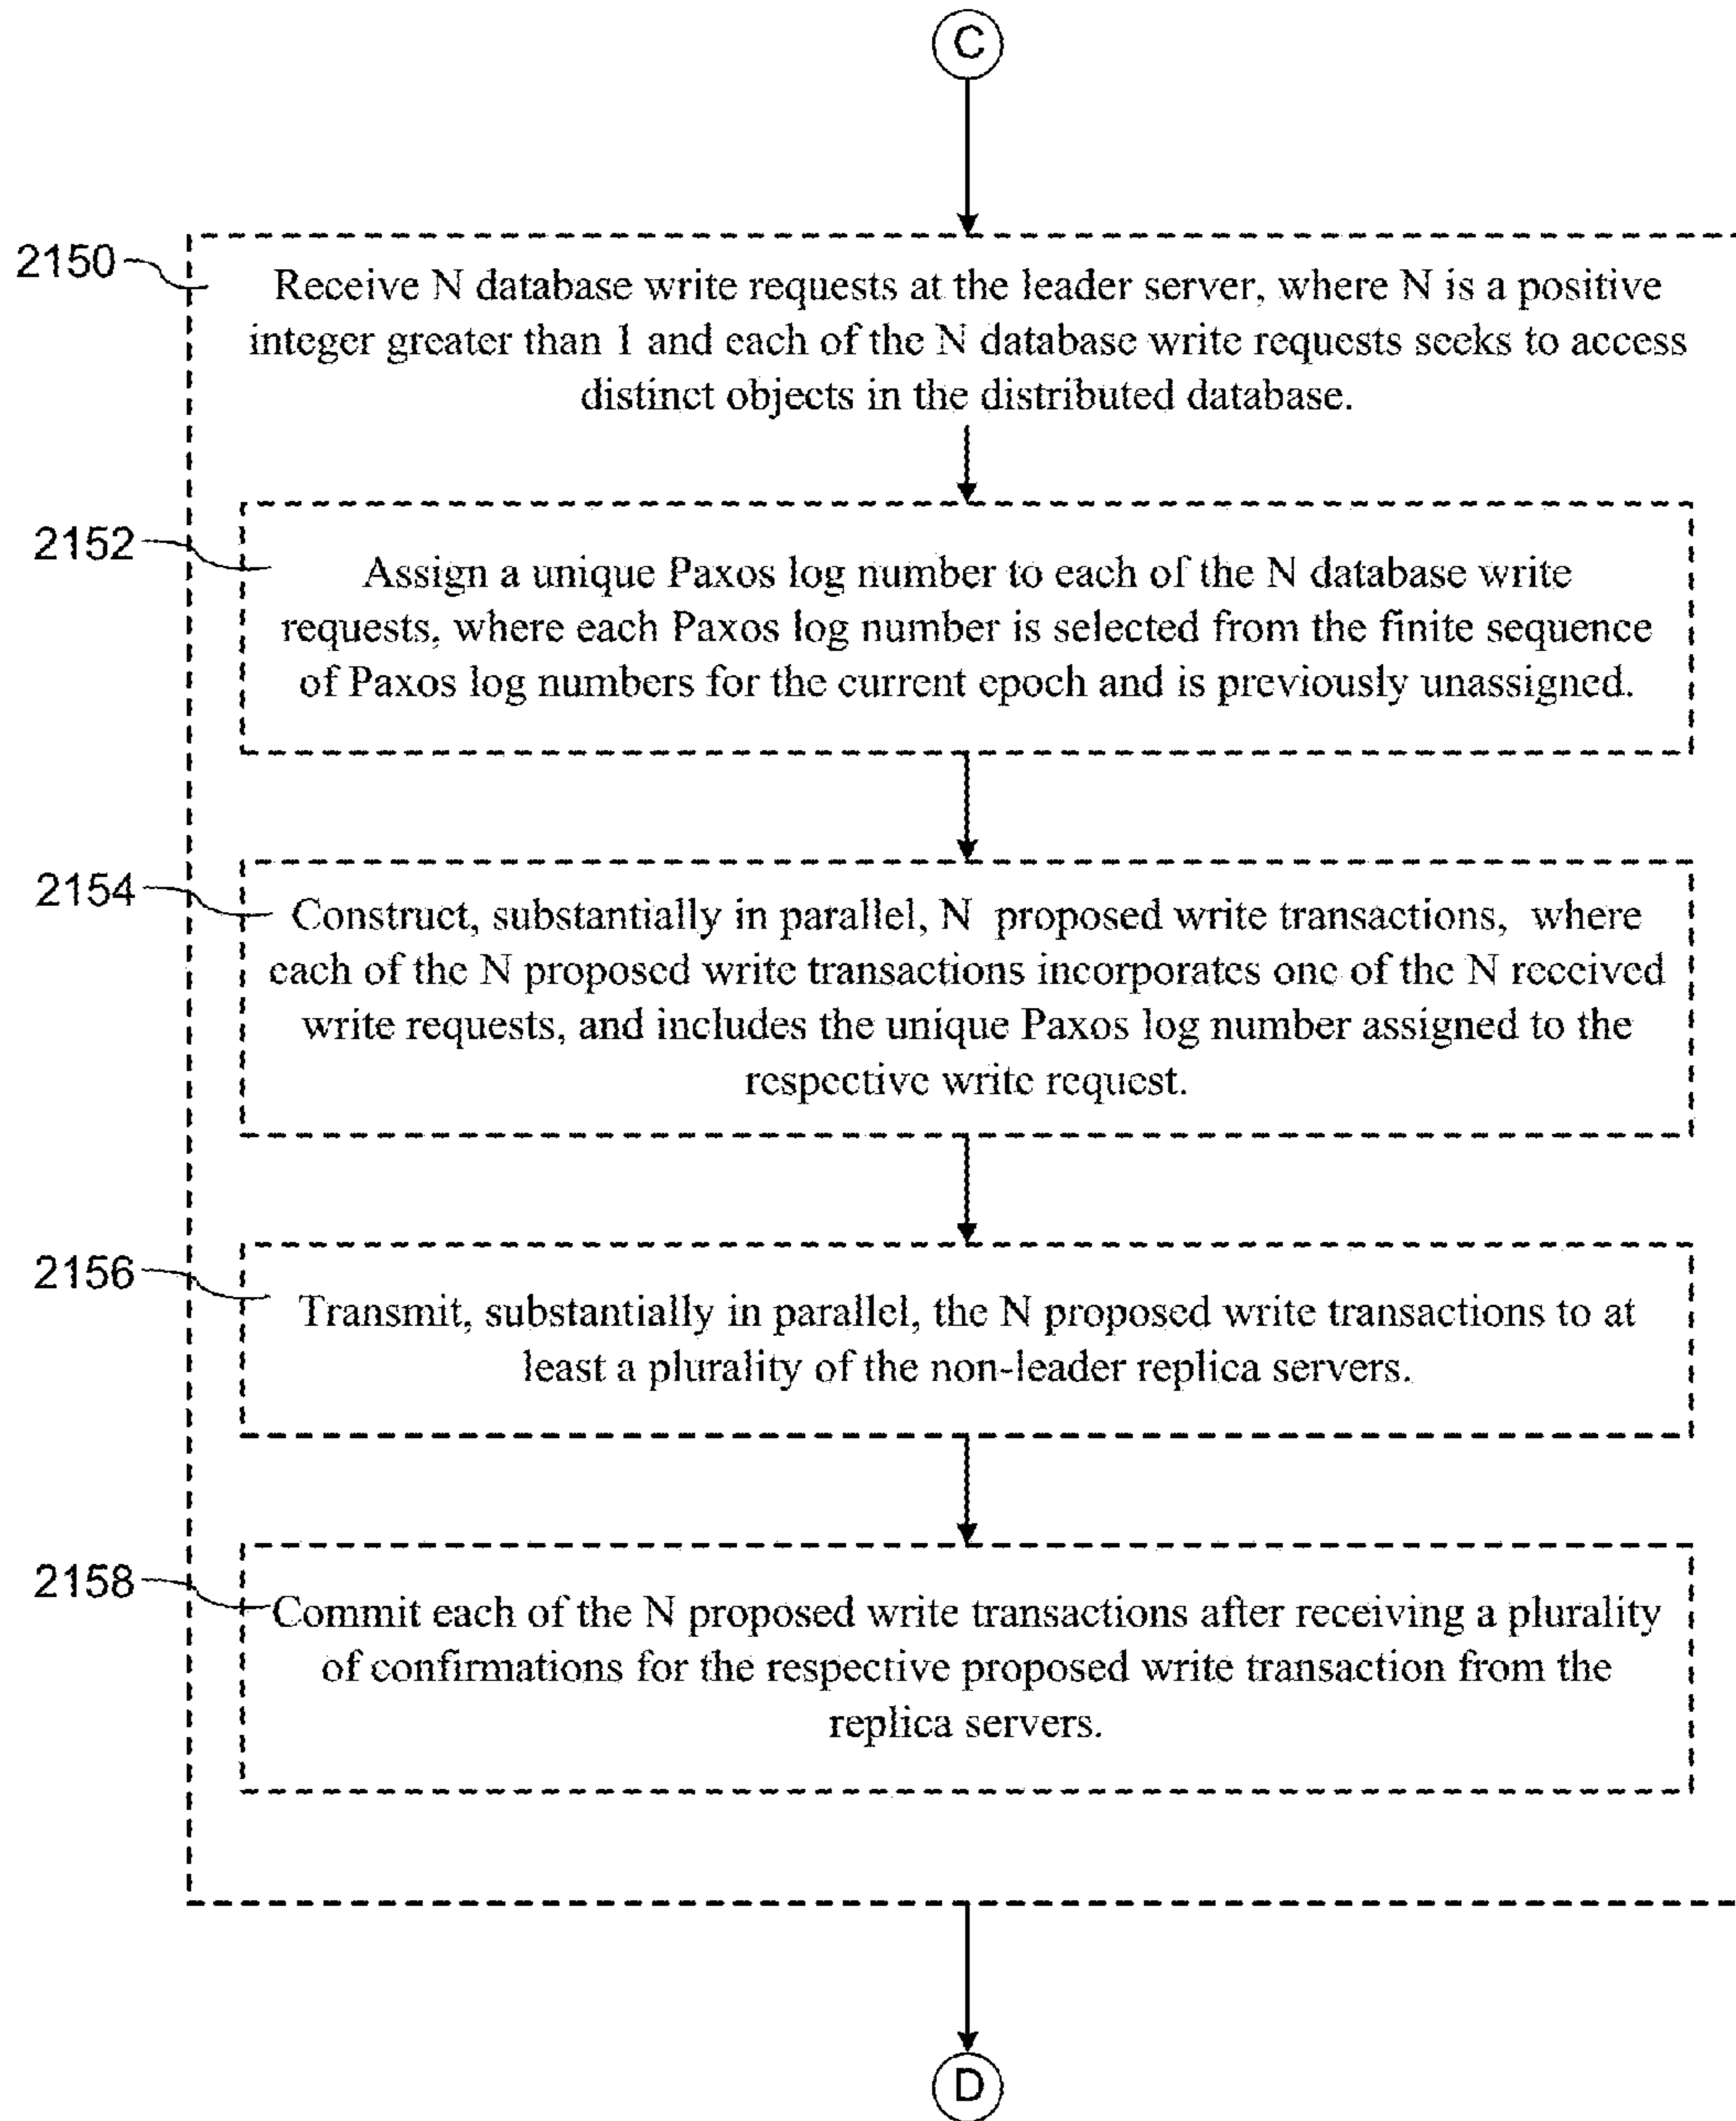 C
2150
Receive N database write requests at the leader server, where N is a positive
integer greater than 1 and each of the N database write requests seeks to access
distinct objects in the distributed database.
2152
Assign a unique Paxos log number to each of the N database write
requests, where each Paxos log number is selected from the finite sequence
of Paxos log numbers for the current epoch and is previously unassigned.
2154
Construct, substantially in parallel, N proposed write transactions, where
each of the N proposed write transactions incorporates one of the N received
write requests, and includes the unique Paxos log number assigned to the
respective write request.
2156
Transmit, substantially in parallel, the N proposed write transactions to at
least a plurality of the non-leader replica servers.
2158
Commit each of the N proposed write transactions after receiving a plurality
of confirmations for the respective proposed write transaction from the
replica servers.
D